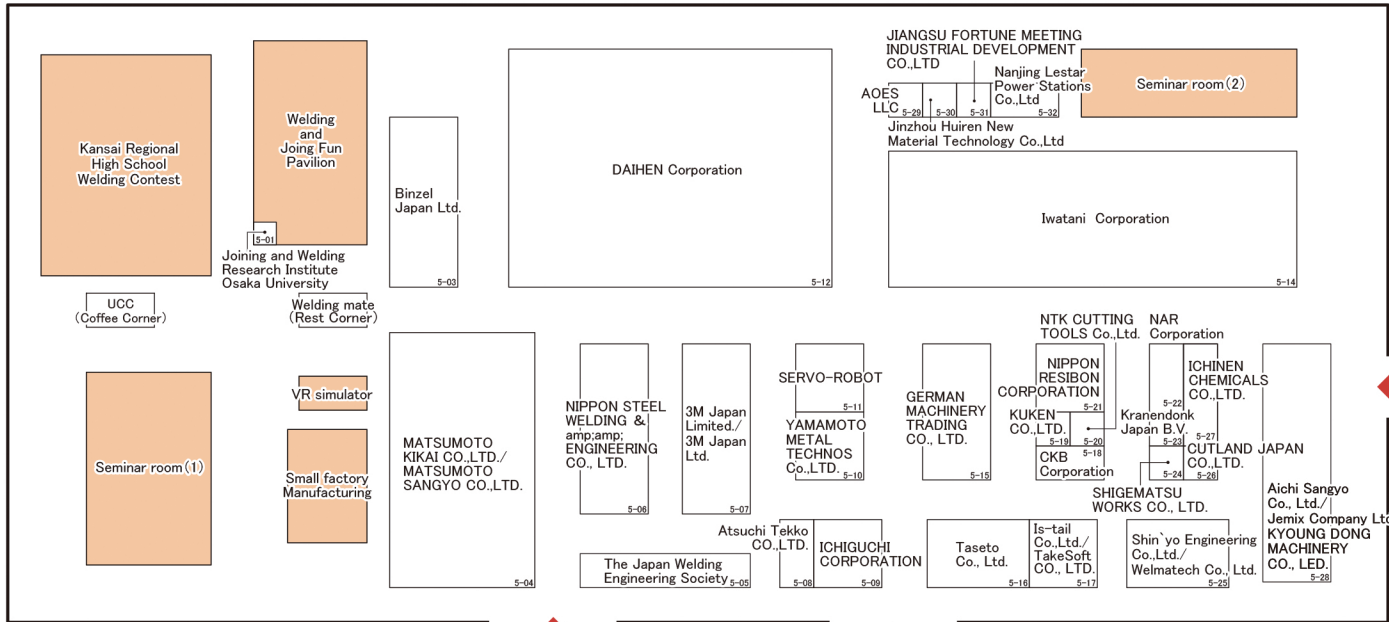 Kansai Regional
High School
Welding Contest
Welding
and
Joing Fun
Pavilion
5-01
Joining and Welding
Research Institute
Osaka University
Binzel
Japan Ltd.
5-03
DAIHEN Corporation
5-12
JIANGSU FORTUNE MEETING
INDUSTRIAL DEVELOPMENT
CO.,LTD
AOES
LLC
5-29
5-30
5-31
Nanjing Lestar
Power Stations
Co.,Ltd
5-32
Jinzhou Huiren New
Material Technology Co.,Ltd
Seminar room(2)
Iwatani Corporation
5-14
UCC
(Coffee Corner)
Welding mate
(Rest Corner)
Seminar room(1)
VR simulator
Small factory
Manufacturing
MATSUMOTO
KIKAI CO.,LTD./
MATSUMOTO
SANGYO CO.,LTD.
5-04
NIPPON STEEL
WELDING &
amp;amp;
ENGINEERING
CO., LTD.
5-06
3M Japan
Limited./
3M Japan
Ltd.
5-07
SERVO-ROBOT
5-11
YAMAMOTO
METAL
TECHNOS
Co.,LTD.
5-10
GERMAN
MACHINERY
TRADING
CO., LTD.
5-15
NTK CUTTING
TOOLS Co.,Ltd.
NIPPON
RESIBON
CORPORATION
5-21
KUKEN
CO.,LTD.
5-19
5-20
5-18
CKB
Corporation
NAR
Corporation
5-22
ICHINEN
CHEMICALS
CO.,LTD.
5-27
Kranendonk
Japan B.V.
5-23
CUTLAND JAPAN
CO.,LTD.
5-24
5-26
SHIGEMATSU
WORKS CO., LTD.
Aichi Sangyo
Co., Ltd./
Jemix Company Ltd
KYOUNG DONG
MACHINERY
CO., LED.
5-28
The Japan Welding
Engineering Society
5-05
Atsuchi Tekko
CO.,LTD.
5-08
ICHIGUCHI
CORPORATION
5-09
Taseto
Co., Ltd.
5-16
Is-tail
Co.,Ltd./
TakeSoft
CO., LTD.
5-17
Shin`yo Engineering
Co.,Ltd./
Welmatech Co., Ltd.
5-25